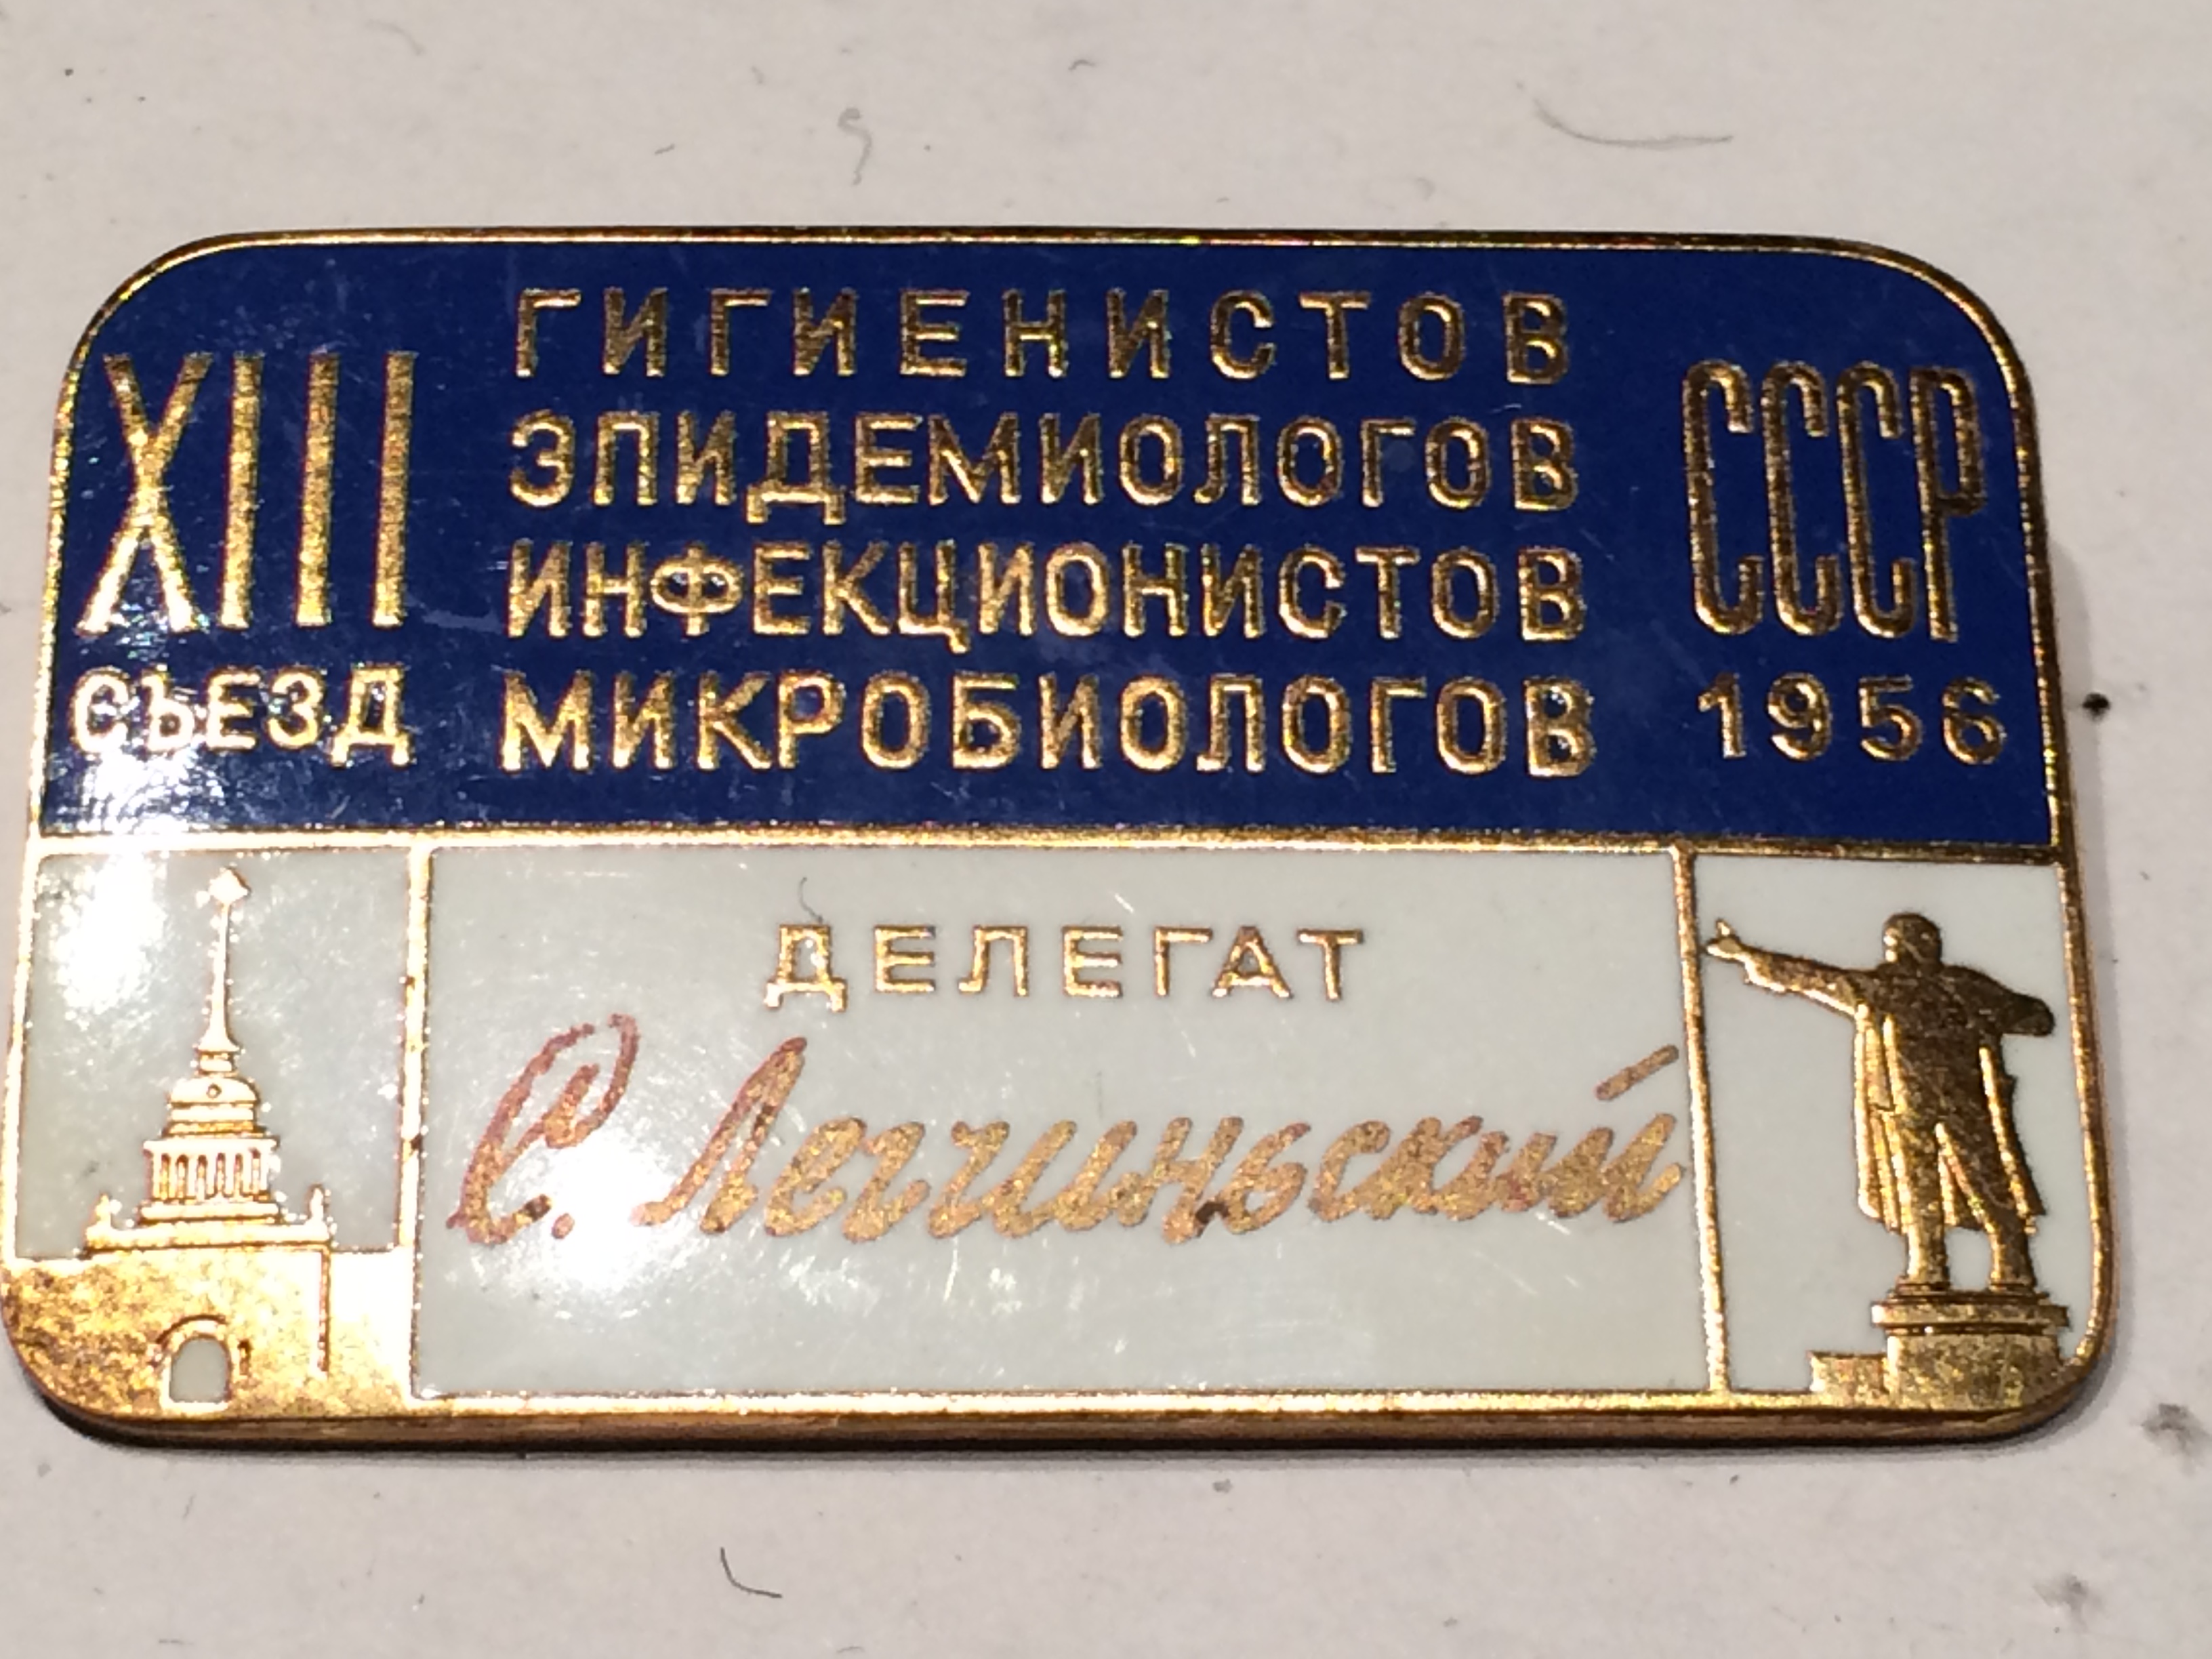 XIII СЪЕЗД
ГИГИЕНИСТОВ
ЭПИДЕМИОЛОГОВ
ИНФЕКЦИОНИСТОВ
МИКРОБИОЛОГОВ
СССР
1956
ДЕЛЕГАТ
С.